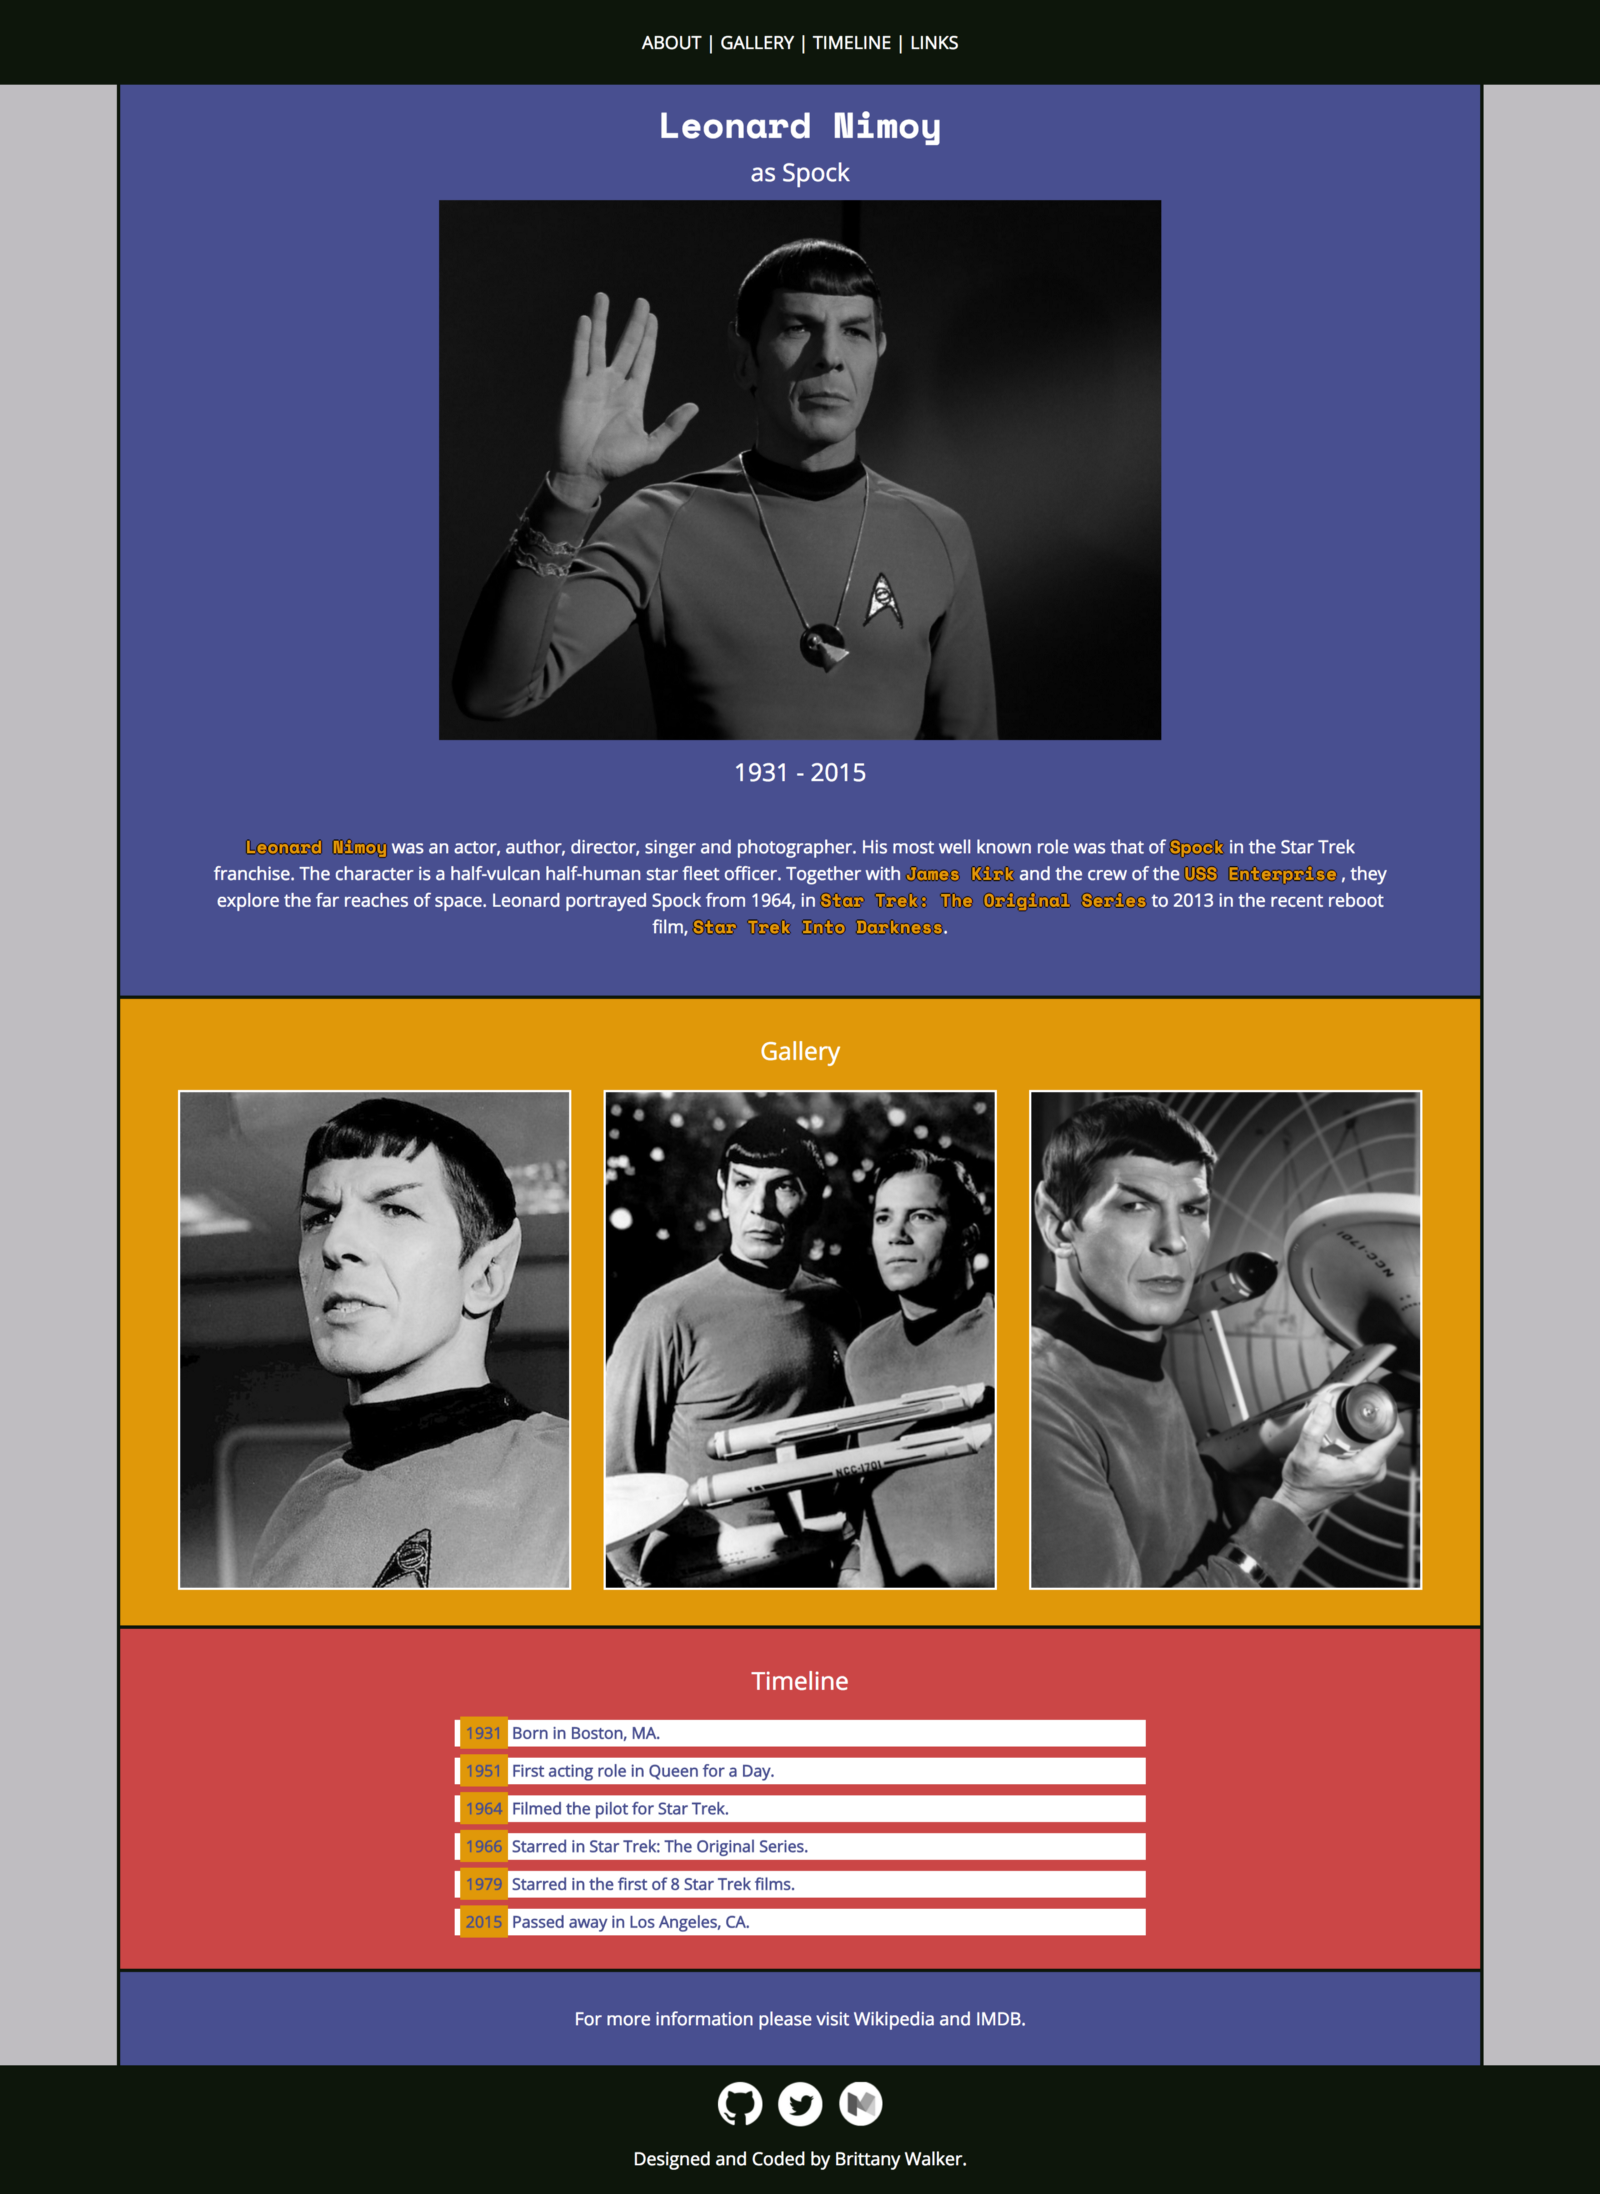 ABOUT | GALLERY | TIMELINE | LINKS
Leonard Nimoy
as Spock
1931 - 2015
Leonard Nimoy was an actor, author, director, singer and photographer. His most well known role was that of Spock in the Star Trek
franchise. The character is a half-vulcan half-human star fleet officer. Together with James Kirk and the crew of the USS Enterprise , they
explore the far reaches of space. Leonard portrayed Spock from 1964, in Star Trek: The Original Series to 2013 in the recent reboot
film, Star Trek Into Darkness.
Gallery
NCC-1701
NCC-1701
Timeline
1931 Born in Boston, MA.
1951 First acting role in Queen for a Day.
1964 Filmed the pilot for Star Trek.
1966 Starred in Star Trek: The Original Series.
1979 Starred in the first of 8 Star Trek films.
2015 Passed away in Los Angeles, CA.
For more information please visit Wikipedia and IMDB.
Designed and Coded by Brittany Walker.